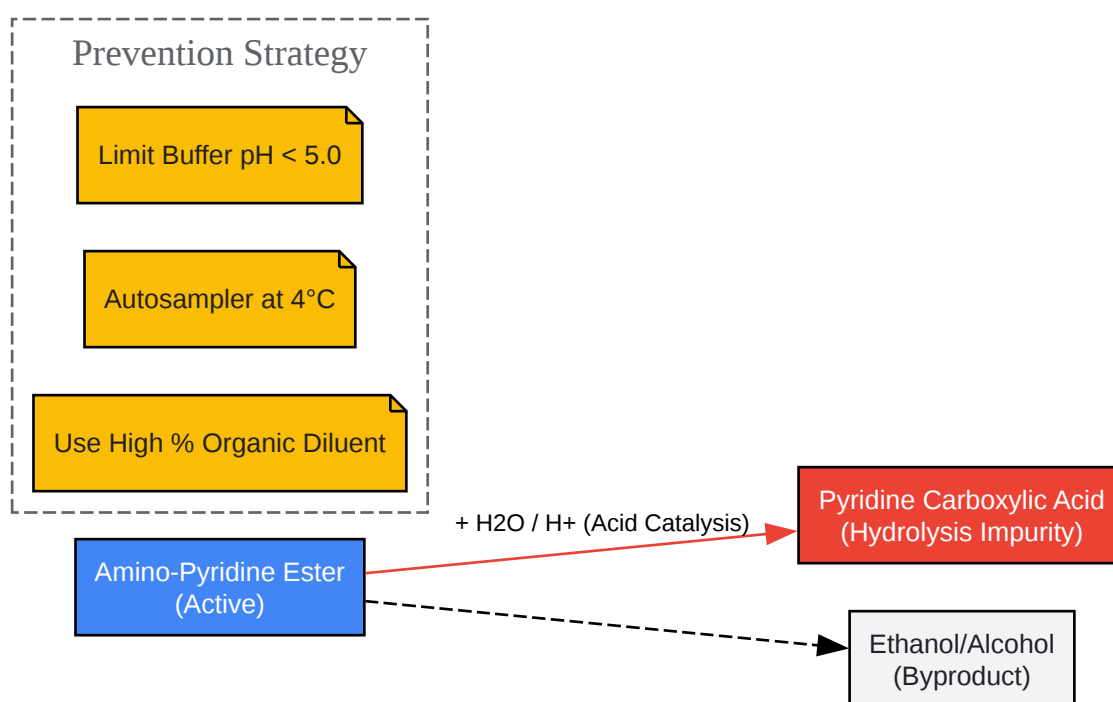 Prevention Strategy
Limit Buffer pH < 5.0
Autosampler at 4°C
Use High % Organic Diluent
+ H2O / H+ (Acid Catalysis)
Pyridine Carboxylic Acid
(Hydrolysis Impurity)
Amino-Pyridine Ester
(Active)
Ethanol/Alcohol
(Byproduct)